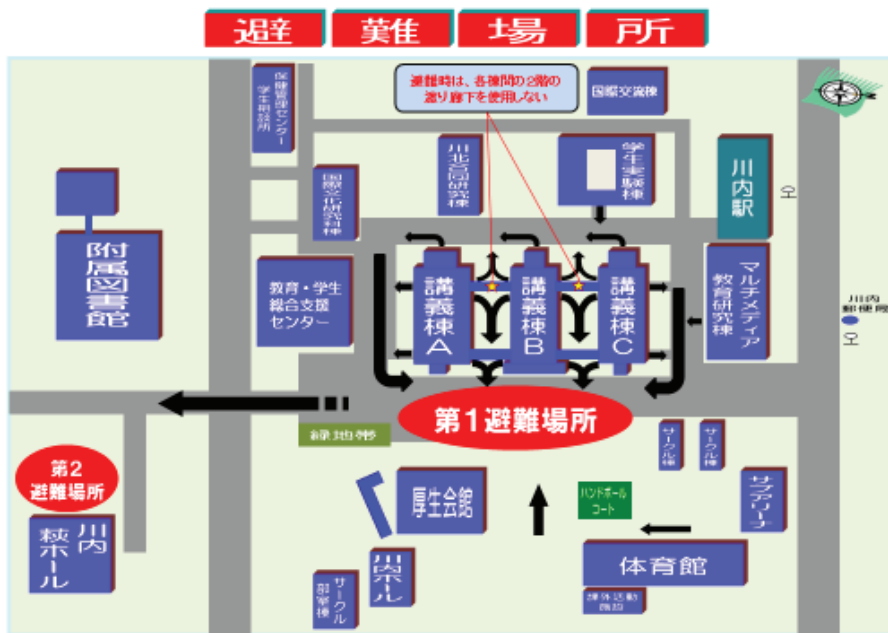 避難場所
避難時は、各棟間の2階の
渡り廊下を使用しない
国際交流棟
保健管理センター
学生相談所
川北合同研究棟
学生実験棟
国際文化研究科棟
川内駅
N
附属図書館
教育・学生
総合支援
センター
講義棟A
講義棟B
講義棟C
マルチメディア
教育研究棟
川内
郵便局
第1避難場所
緑地帯
第2
避難場所
川内
萩ホール
厚生会館
ハンドボール
コート
サークル棟
サークル棟
サブアリーナ
体育館
課外活動
施設
川内ホール
サークル
部室棟